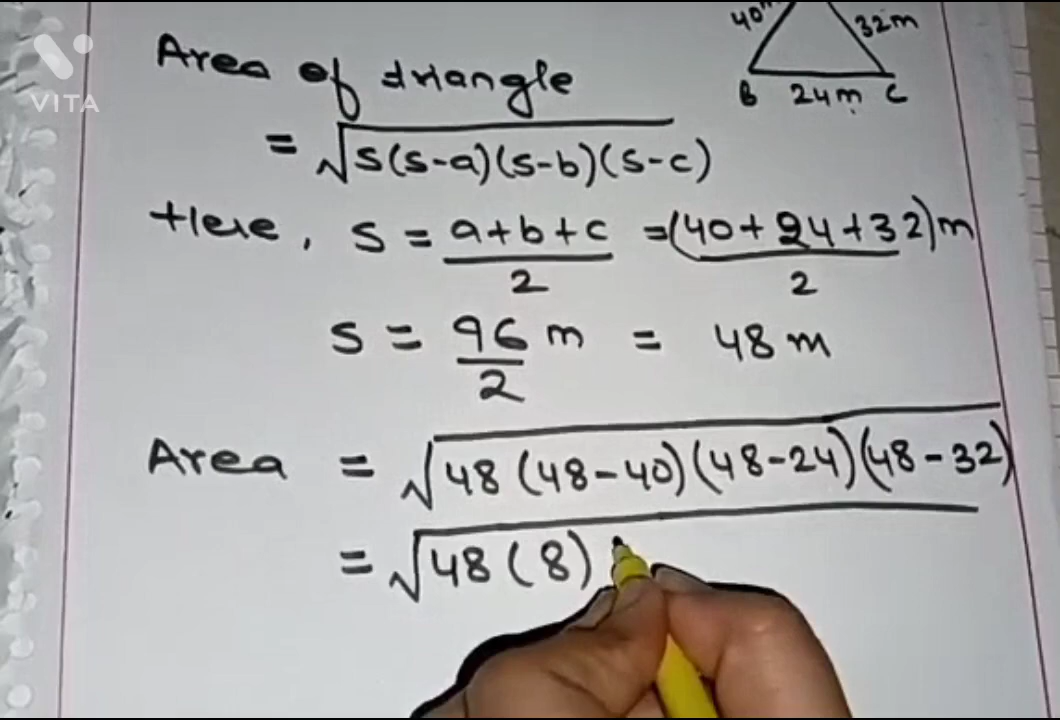 VITA
40m
32m
B 24m C
Area of triangle
= √s(s-a)(s-b)(s-c)
Here, s = a+b+c/2 = (40+24+32)m/2
s = 96/2 m = 48 m
Area = √48(48-40)(48-24)(48-32)
= √48(8)